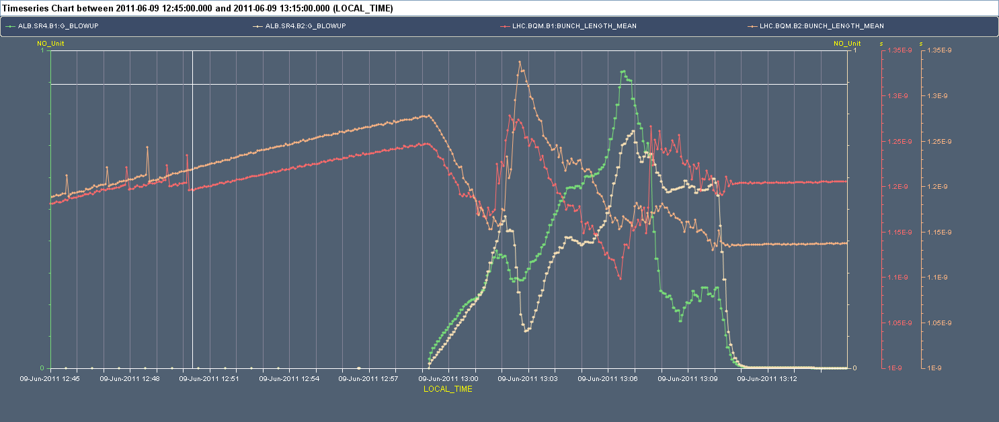 Timeseries Chart between 2011-06-09 12:45:00.000 and 2011-06-09 13:15:00.000 (LOCAL_TIME)
ALB.SR4.B1:G_BLOWUP ALB.SR4.B2:G_BLOWUP LHC.BQM.B1:BUNCH_LENGTH_MEAN LHC.BQM.B2:BUNCH_LENGTH_MEAN
NO_Unit NO_Unit s s
1 1 1.35E-9 1.35E-9
1.3E-9 1.3E-9
1.25E-9 1.25E-9
1.2E-9 1.2E-9
1.15E-9 1.15E-9
1.1E-9 1.1E-9
1.05E-9 1.05E-9
0 0 1E-9 1E-9
09-Jun-2011 12:45 09-Jun-2011 12:48 09-Jun-2011 12:51 09-Jun-2011 12:54 09-Jun-2011 12:57 09-Jun-2011 13:00 09-Jun-2011 13:03 09-Jun-2011 13:06 09-Jun-2011 13:09 09-Jun-2011 13:12
LOCAL_TIME